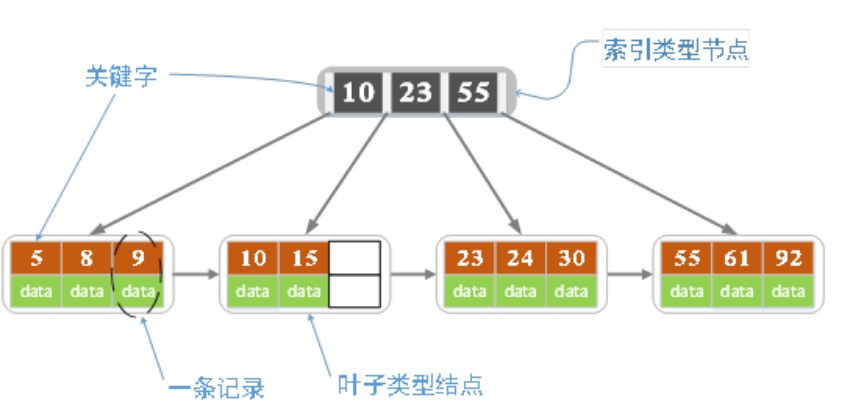 索引类型节点
关键字
10 23 55
5 8 9 10 15 23 24 30 55 61 92
data data data data data data data data data data data
一条记录
叶子类型结点